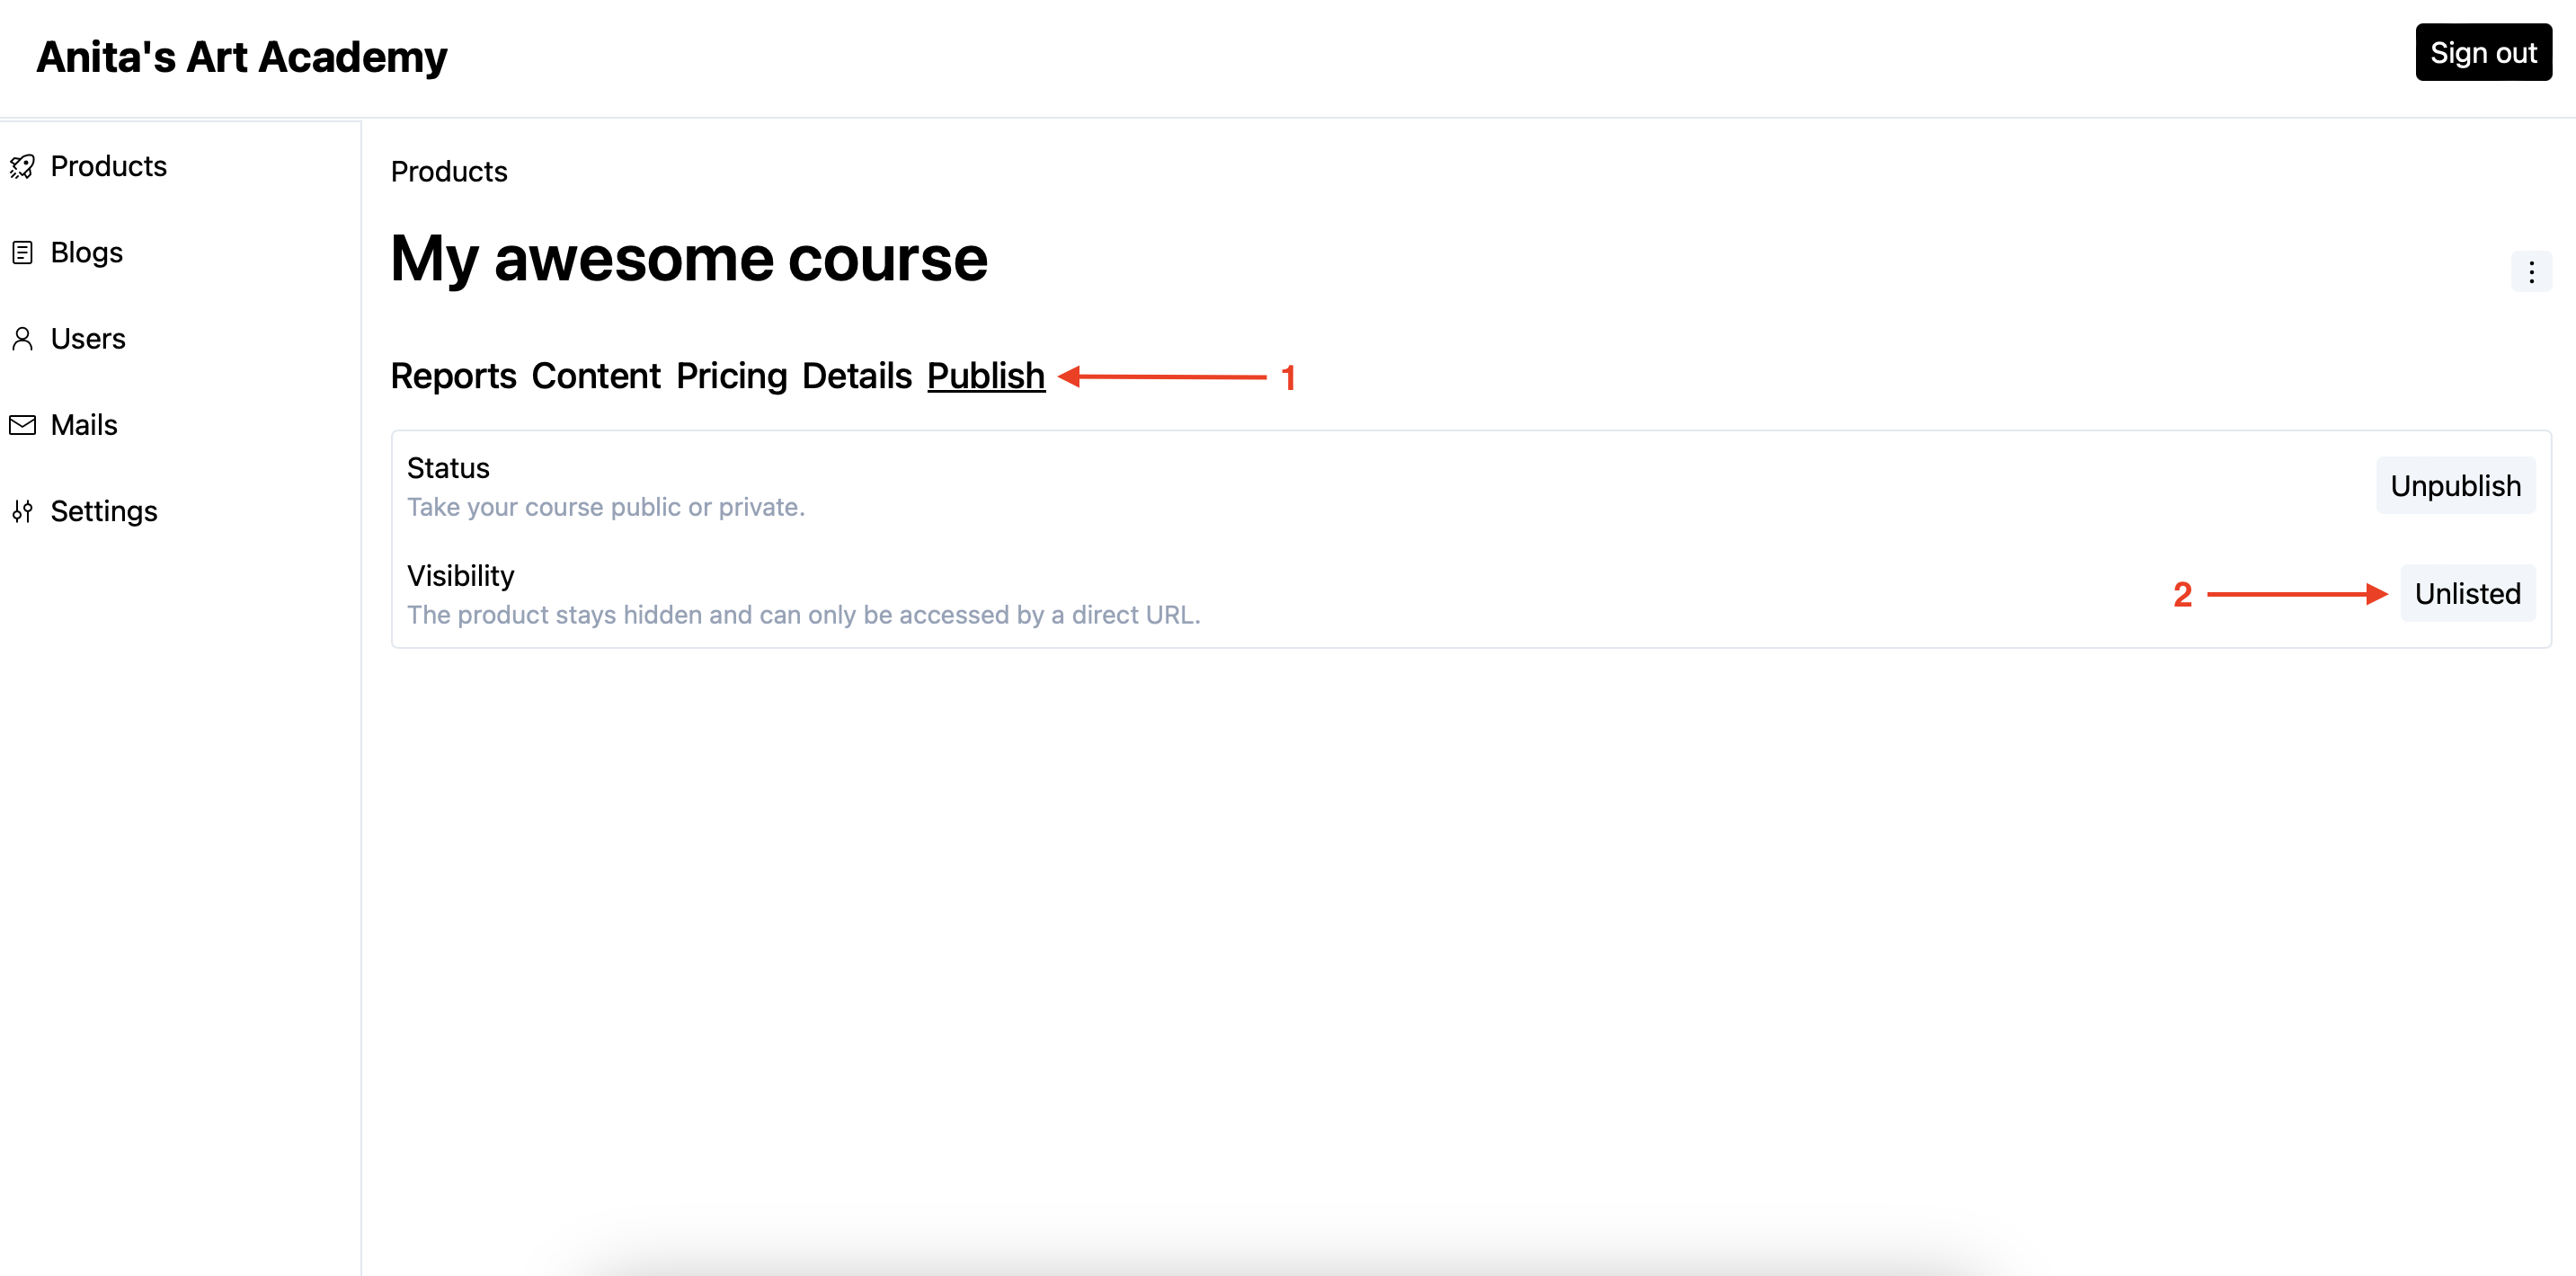 Anita's Art Academy
Sign out
Products
Blogs
Users
Mails
Settings
Products
My awesome course
Reports Content Pricing Details Publish 1
Status
Take your course public or private.
Unpublish
Visibility
The product stays hidden and can only be accessed by a direct URL.
2 Unlisted